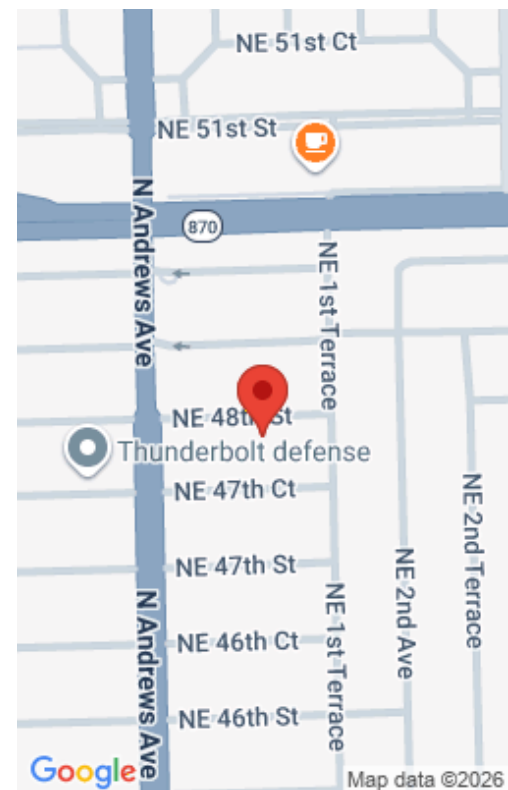 NE 51st Ct
NE 51st St
N Andrews Ave
870
NE 1st Terrace
NE 48th St
Thunderbolt defense
NE 47th Ct
NE 2nd Terrace
NE 47th St
NE 2nd Ave
N Andrews Ave
NE 1st Terrace
NE 46th Ct
NE 46th St
Google
Map data ©2026